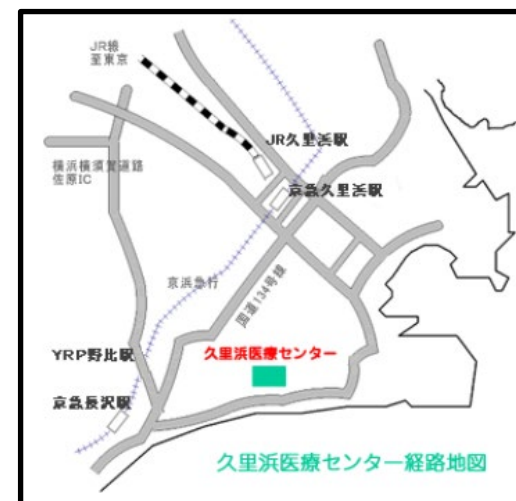 JR線
至東京
JR久里浜駅
横浜横須賀道路
佐原IC
京急久里浜駅
京浜急行
国道134号線
YRP野比駅
久里浜医療センター
京急長沢駅
久里浜医療センター経路地図